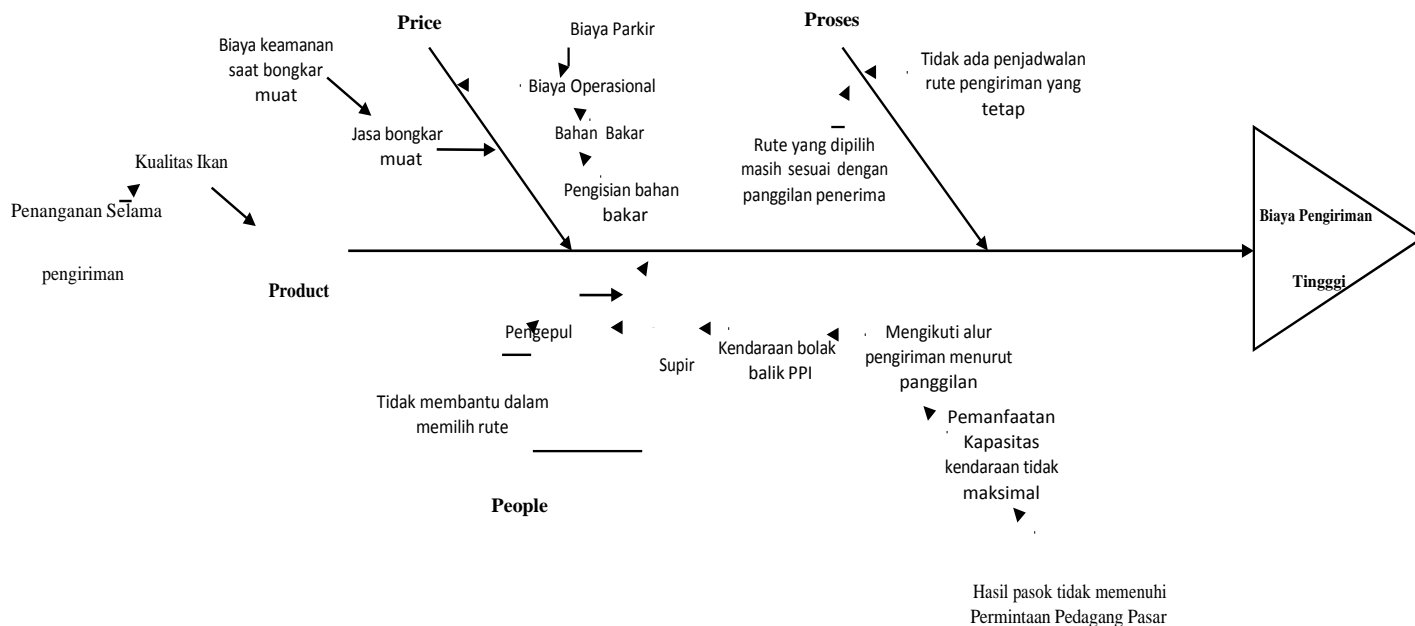 Price
Biaya keamanan
saat bongkar
muat
Jasa bongkar
muat
Biaya Parkir
Biaya Operasional
Bahan Bakar
Pengisian bahan
bakar
Proses
Tidak ada penjadwalan
rute pengiriman yang
tetap
Rute yang dipilih
masih sesuai dengan
panggilan penerima
Kualitas Ikan
Penanganan Selama
pengiriman
Product
Biaya Pengiriman
Tingggi
Pengepul
Tidak membantu dalam
memilih rute
Supir
Kendaraan bolak
balik PPI
Mengikuti alur
pengiriman menurut
panggilan
Pemanfaatan
Kapasitas
kendaraan tidak
maksimal
People
Hasil pasok tidak memenuhi
Permintaan Pedagang Pasar